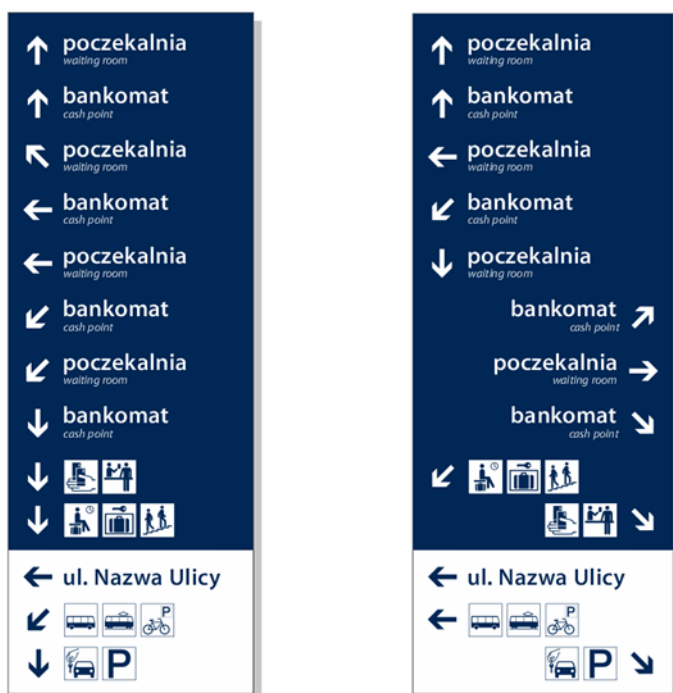 poczekalnia
waiting room
bankomat
cash point
poczekalnia
waiting room
bankomat
cash point
poczekalnia
waiting room
bankomat
cash point
poczekalnia
waiting room
bankomat
cash point
ul. Nazwa Ulicy
P
P
poczekalnia
waiting room
bankomat
cash point
poczekalnia
waiting room
bankomat
cash point
poczekalnia
waiting room
bankomat
cash point
poczekalnia
waiting room
bankomat
cash point
ul. Nazwa Ulicy
P
P